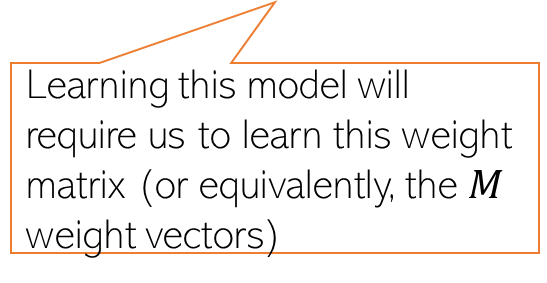 Learning this model will
require us to learn this weight
matrix (or equivalently, the M
weight vectors)